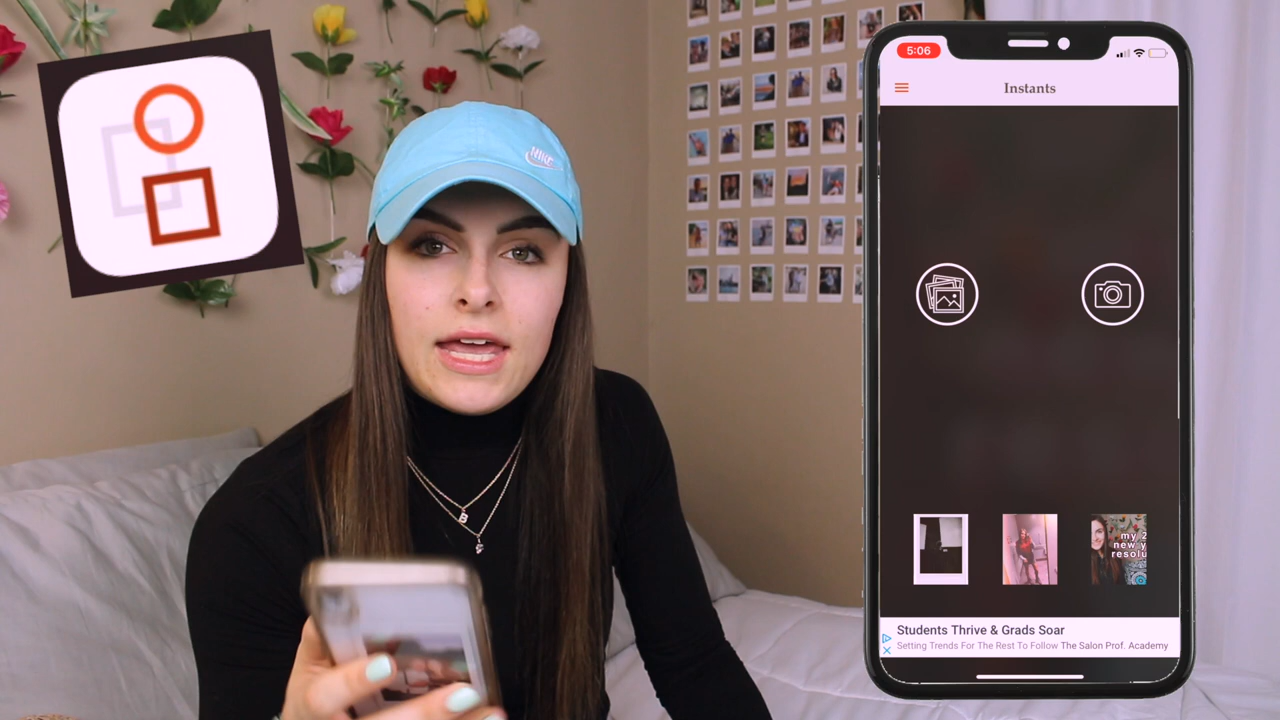 NIKE
B
5:06
Instants
my 2
new y
resolu
Students Thrive & Grads Soar
Setting Trends For The Rest To Follow The Salon Prof. Academy